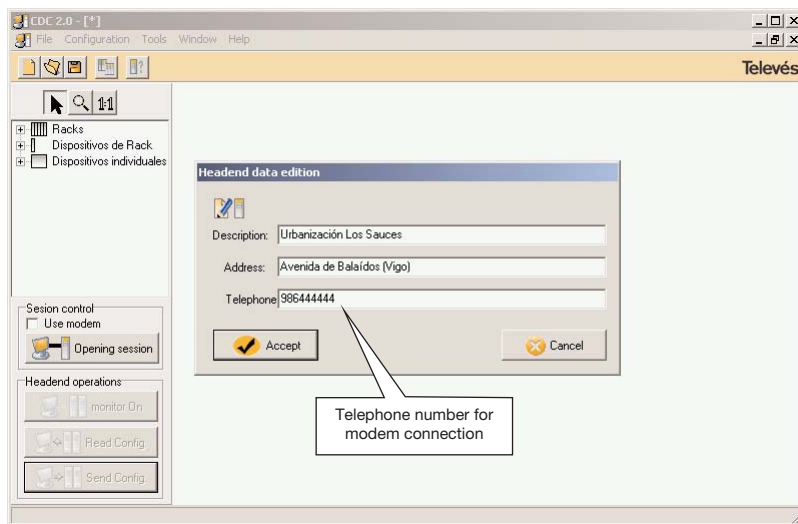 CDC 2.0 - [*]
File Configuration Tools Window Help
Televés
1:1
Racks
Dispositivos de Rack
Dispositivos individuales
Headend data edition
Description: Urbanización Los Sauces
Address: Avenida de Balaídos (Vigo)
Telephone 986444444
Accept
Cancel
Telephone number for
modem connection
Sesion control
Use modem
Opening session
Headend operations
monitor On
Read Config.
Send Config.